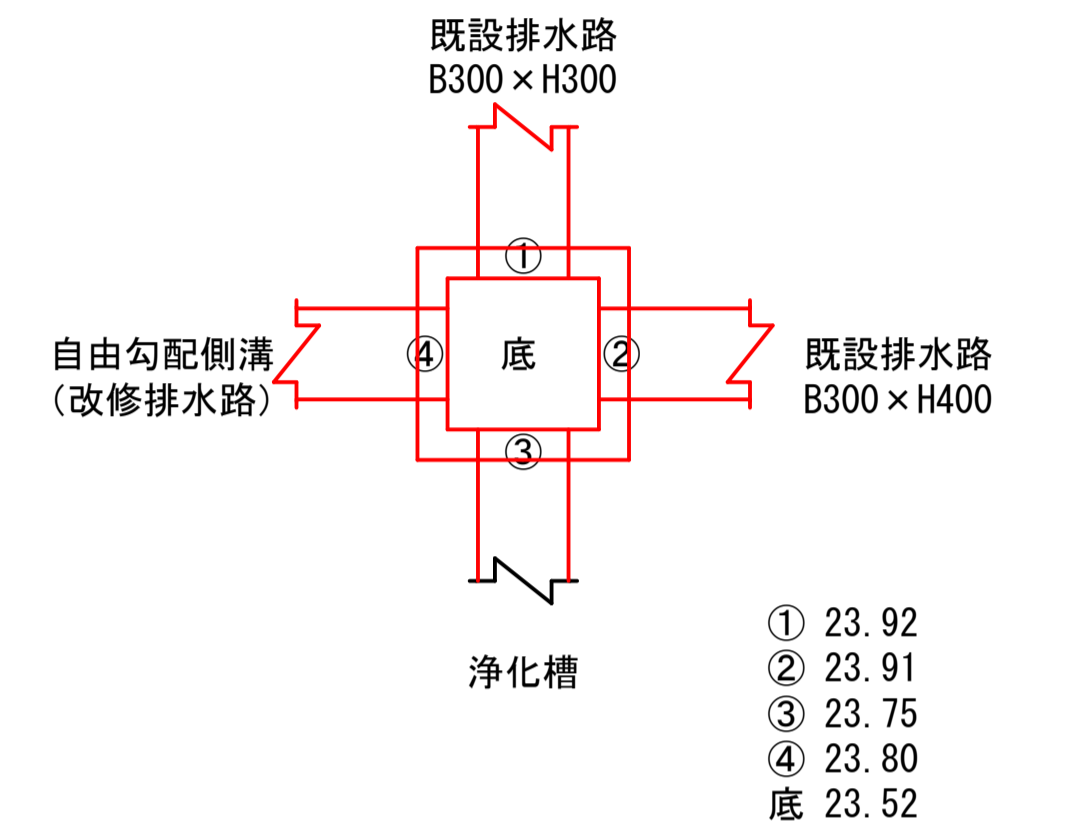 既設排水路
B300×H300
①
自由勾配側溝
(改修排水路)
④
底
②
既設排水路
B300×H400
③
浄化槽
① 23.92
② 23.91
③ 23.75
④ 23.80
底 23.52